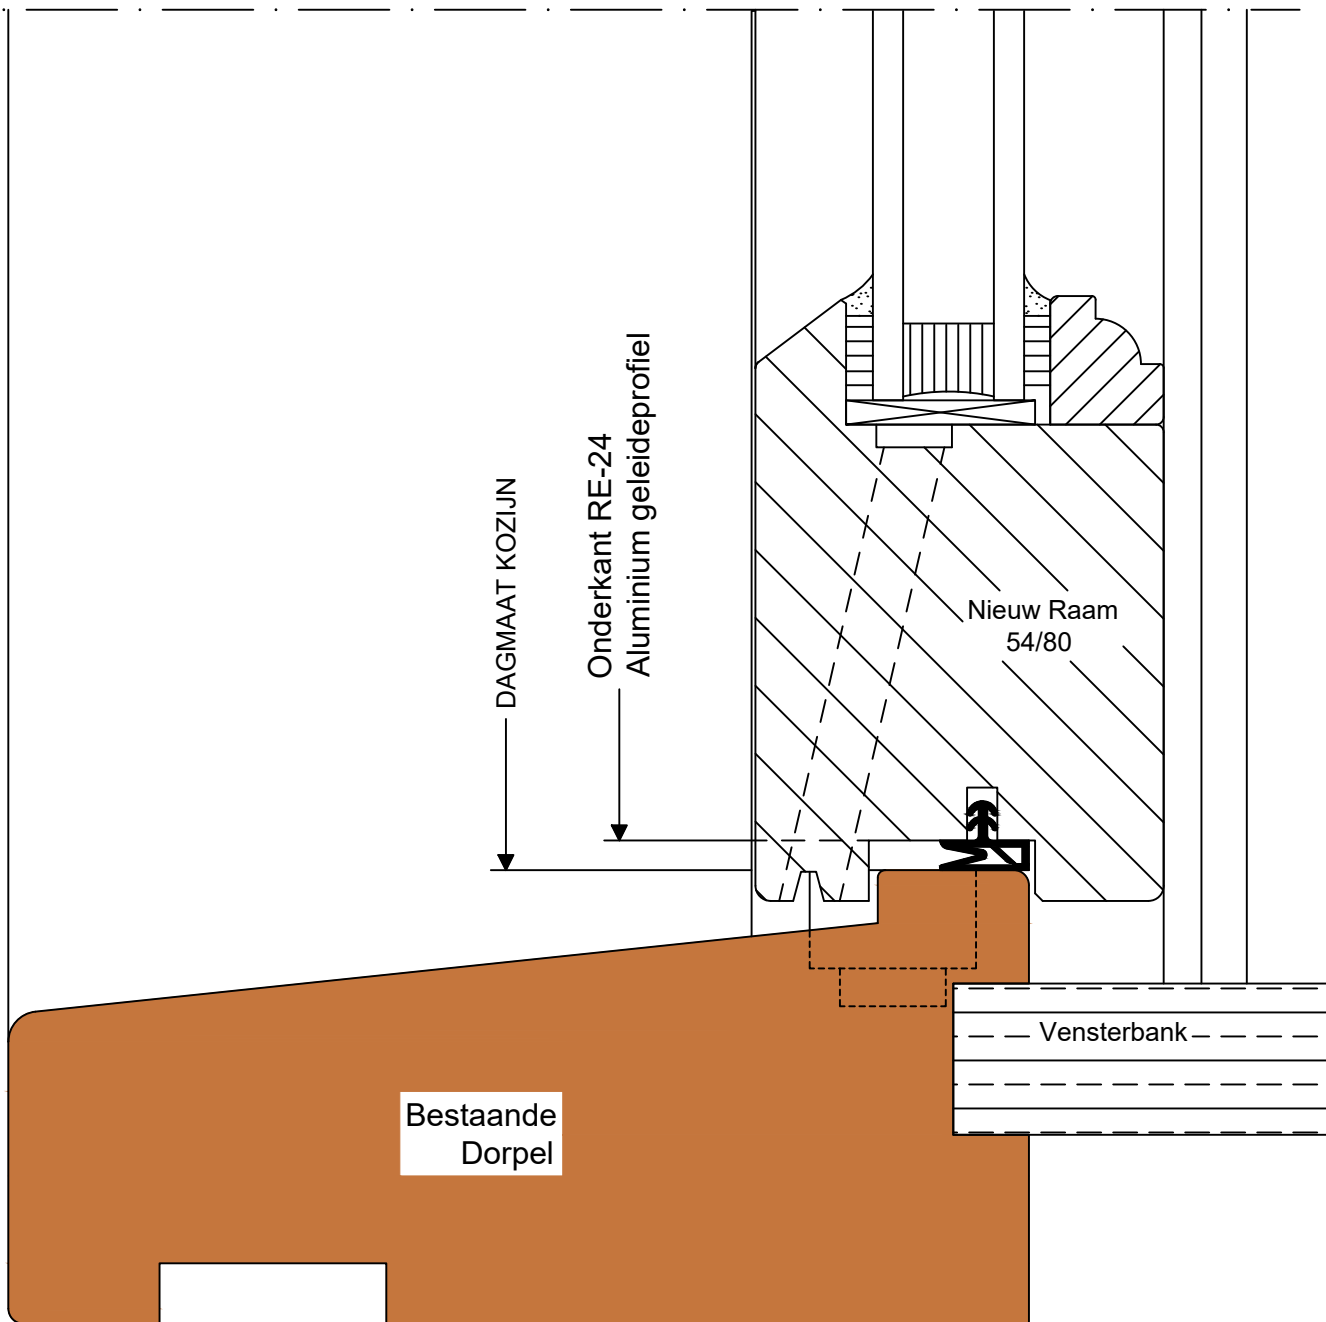 DAGMAAT KOZIJN
Onderkant RE-24
Aluminium geleideprofiel
Nieuw Raam
54/80
Vensterbank
Bestaande
Dorpel